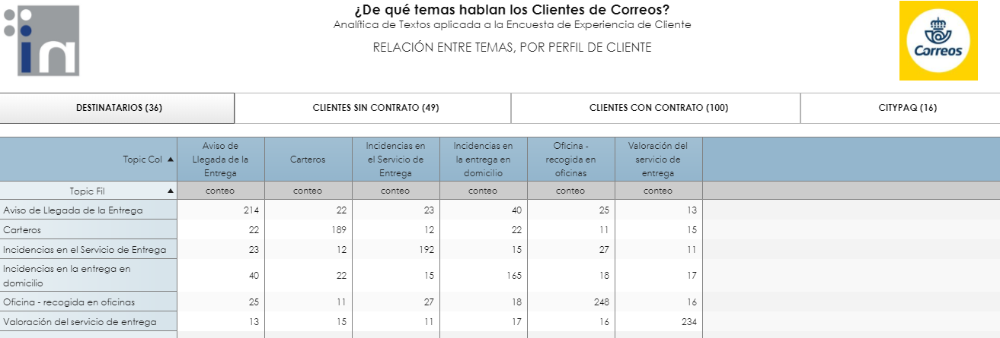 in
¿De qué temas hablan los Clientes de Correos?
Analítica de Textos aplicada a la Encuesta de Experiencia de Cliente
RELACIÓN ENTRE TEMAS, POR PERFIL DE CLIENTE
Correos
DESTINATARIOS (36) CLIENTES SIN CONTRATO (49) CLIENTES CON CONTRATO (100) CITYPAQ (16)
Topic Col ▲
Aviso de
Llegada de la
Entrega
Carteros
Incidencias en
el Servicio de
Entrega
Incidencias en
la entrega en
domicilio
Oficina -
recogida en
oficinas
Valoración del
servicio de
entrega
Topic Fil ▲ conteo conteo conteo conteo conteo conteo
Aviso de Llegada de la Entrega 214 22 23 40 25 13
Carteros 22 189 12 22 11 15
Incidencias en el Servicio de Entrega 23 12 192 15 27 11
Incidencias en la entrega en
domicilio 40 22 15 165 18 17
Oficina - recogida en oficinas 25 11 27 18 248 16
Valoración del servicio de entrega 13 15 11 17 16 234